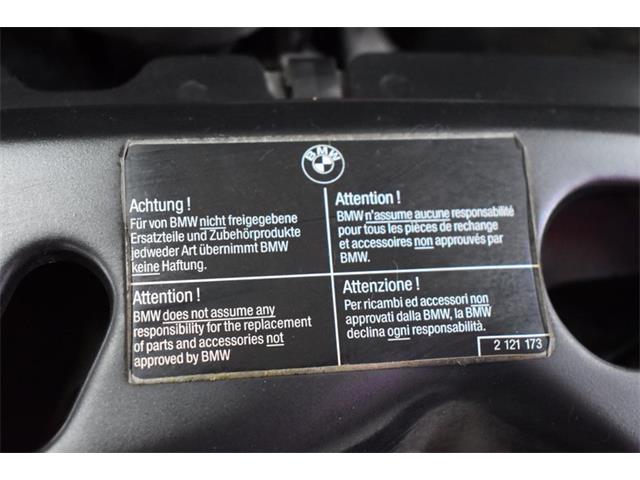 BMW
Achtung !
Für von BMW nicht freigegebene
Ersatzteile und Zubehörprodukte
jedweder Art übernimmt BMW
keine Haftung.
Attention !
BMW n'assume aucune responsabilité
pour tous les pièces de rechange
et accessoires non approuvés par
BMW.
Attention !
BMW does not assume any
responsibility for the replacement
of parts and accessories not
approved by BMW
Attenzione !
Per ricambi ed accessori non
approvati dalla BMW, la BMW
declina ogni responsabilità.
2 121 173